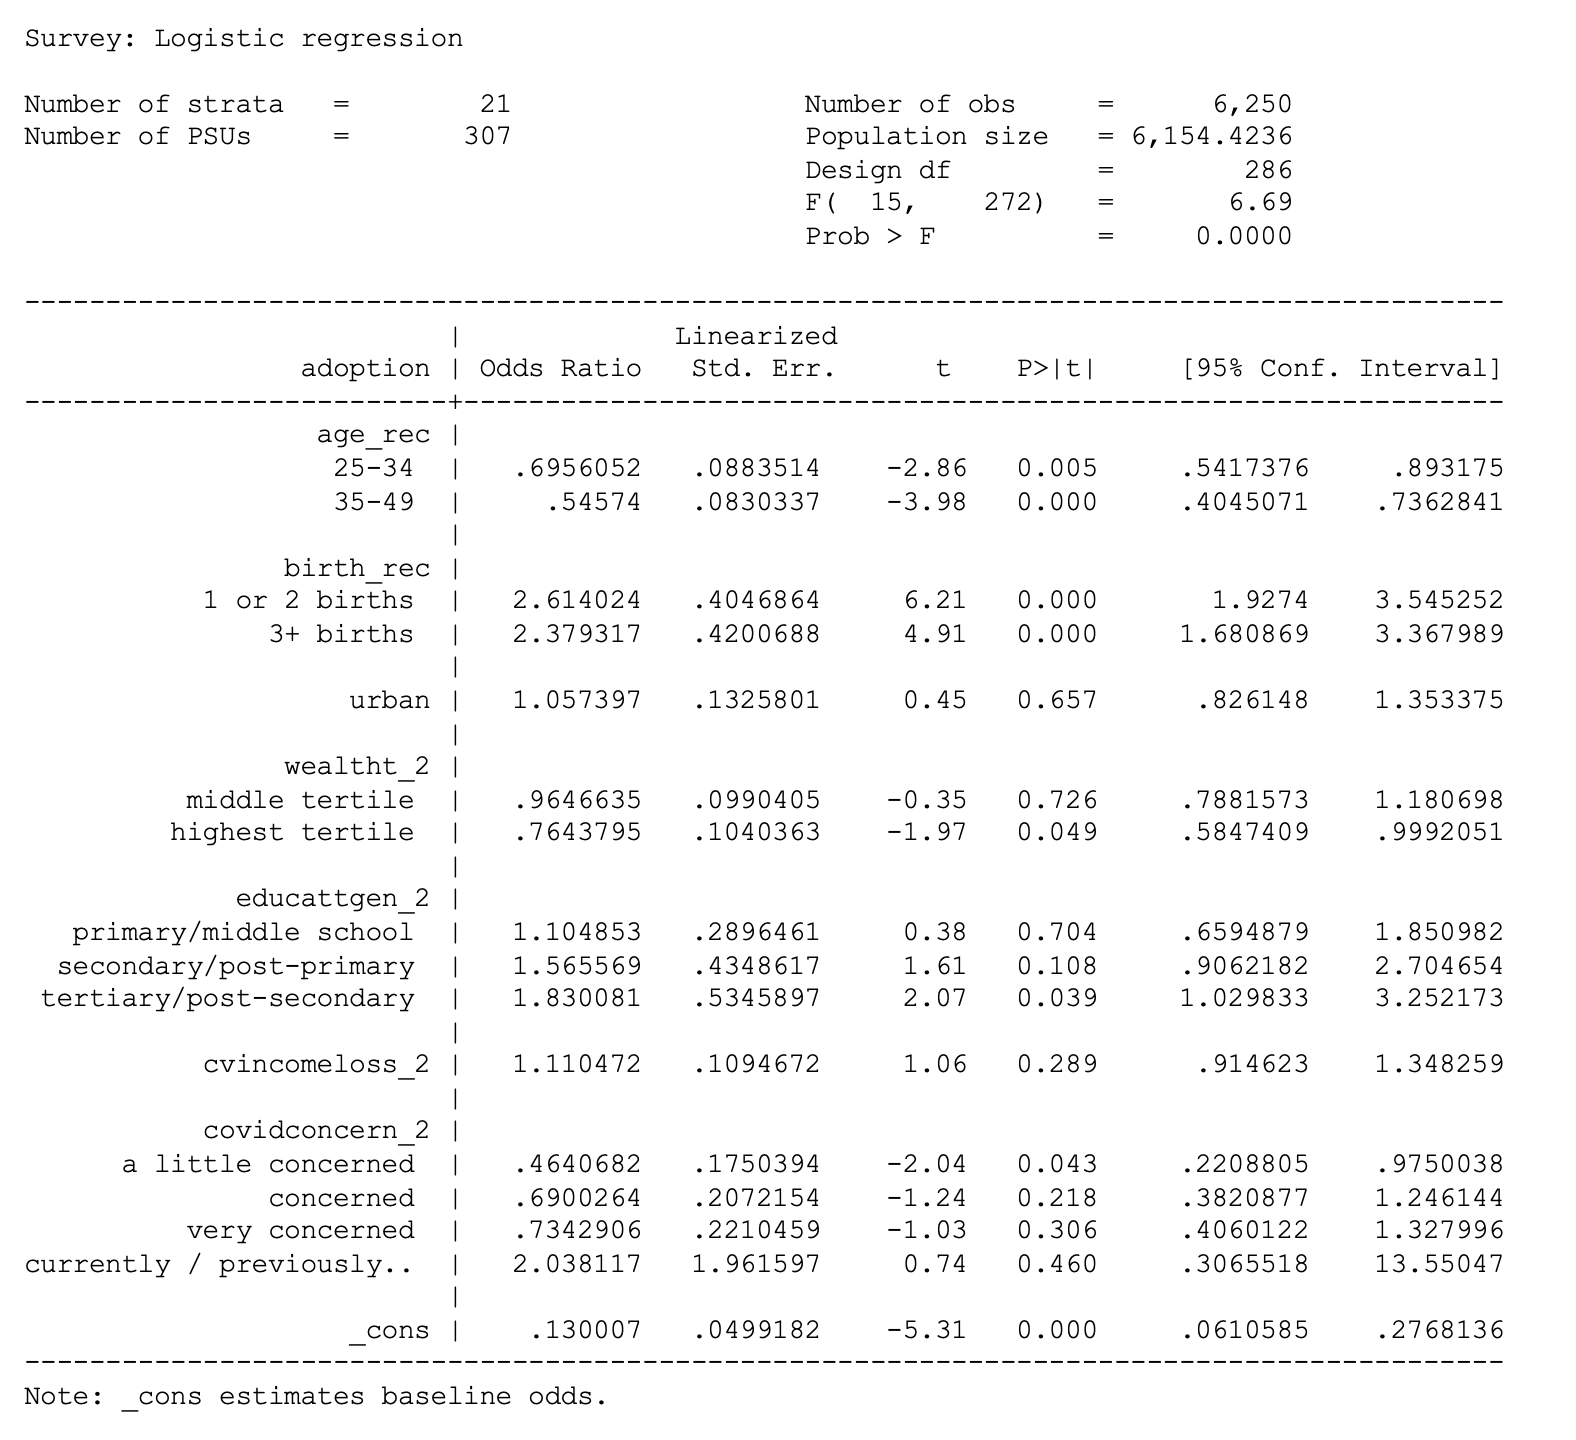 Survey: Logistic regression

Number of strata   =        21                  Number of obs     =      6,250
Number of PSUs     =       307                  Population size   = 6,154.4236
                                                Design df         =        286
                                                F(  15,    272)   =       6.69
                                                Prob > F          =     0.0000

-------------------------------------------------------------------------------------------
                          |             Linearized
                 adoption | Odds Ratio   Std. Err.      t    P>|t|     [95% Conf. Interval]
--------------------------+----------------------------------------------------------------
                  age_rec |
                   25-34  |   .6956052   .0883514    -2.86   0.005     .5417376     .893175
                   35-49  |     .54574   .0830337    -3.98   0.000     .4045071    .7362841
                          |
                birth_rec |
           1 or 2 births  |   2.614024   .4046864     6.21   0.000       1.9274    3.545252
               3+ births  |   2.379317   .4200688     4.91   0.000     1.680869    3.367989
                          |
                    urban |   1.057397   .1325801     0.45   0.657      .826148    1.353375
                          |
                wealtht_2 |
          middle tertile  |   .9646635   .0990405    -0.35   0.726     .7881573    1.180698
         highest tertile  |   .7643795   .1040363    -1.97   0.049     .5847409    .9992051
                          |
             educattgen_2 |
   primary/middle school  |   1.104853   .2896461     0.38   0.704     .6594879    1.850982
  secondary/post-primary  |   1.565569   .4348617     1.61   0.108     .9062182    2.704654
 tertiary/post-secondary  |   1.830081   .5345897     2.07   0.039     1.029833    3.252173
                          |
           cvincomeloss_2 |   1.110472   .1094672     1.06   0.289      .914623    1.348259
                          |
           covidconcern_2 |
      a little concerned  |   .4640682   .1750394    -2.04   0.043     .2208805    .9750038
               concerned  |   .6900264   .2072154    -1.24   0.218     .3820877    1.246144
          very concerned  |   .7342906   .2210459    -1.03   0.306     .4060122    1.327996
currently / previously..  |   2.038117   1.961597     0.74   0.460     .3065518    13.55047
                          |
                    _cons |    .130007   .0499182    -5.31   0.000     .0610585    .2768136
-------------------------------------------------------------------------------------------
Note: _cons estimates baseline odds.